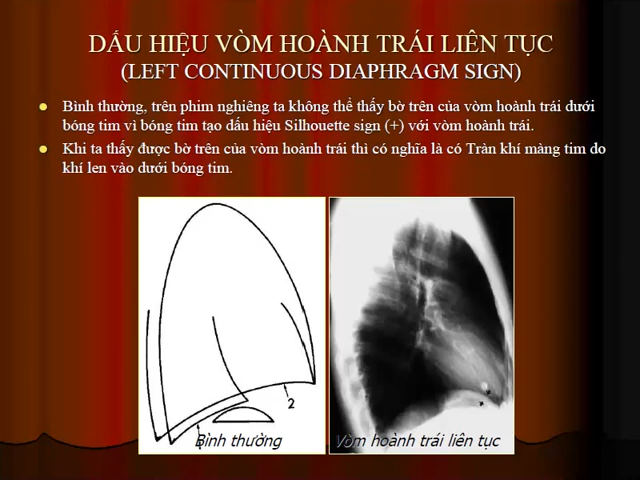 DẤU HIỆU VÒM HOÀNH TRÁI LIÊN TỤC
(LEFT CONTINUOUS DIAPHRAGM SIGN)
Bình thường, trên phim nghiêng ta không thể thấy bờ trên của vòm hoành trái dưới
bóng tim vì bóng tim tạo dấu hiệu Silhouette sign (+) với vòm hoành trái.
Khi ta thấy được bờ trên của vòm hoành trái thì có nghĩa là có Tràn khí màng tim do
khí len vào dưới bóng tim.
2
Bình thường
Vòm hoành trái liên tục